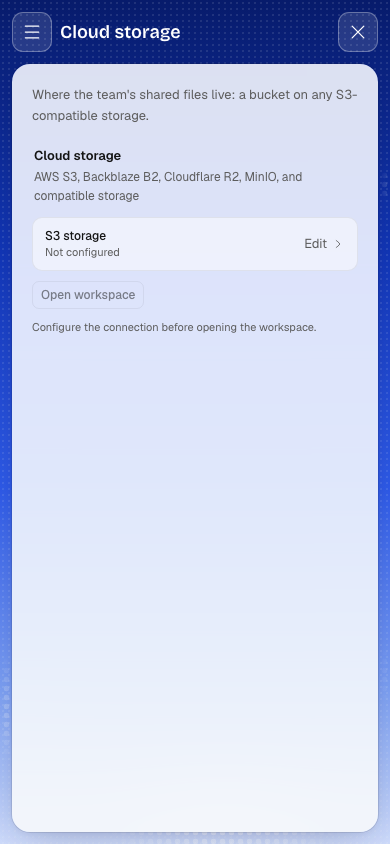 Cloud storage
Where the team's shared files live: a bucket on any S3-
compatible storage.
Cloud storage
AWS S3, Backblaze B2, Cloudflare R2, MinIO, and
compatible storage
S3 storage
Edit
Not configured
Open workspace
Configure the connection before opening the workspace.